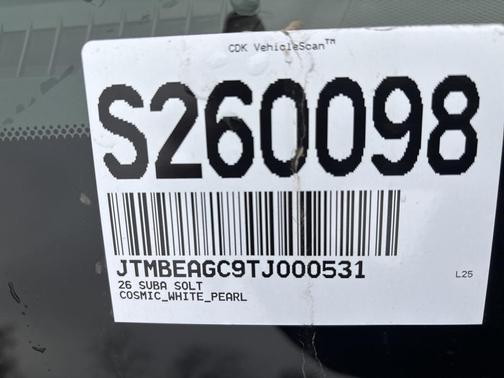 CDK VehicleScan™
S260098
JTMBEAGC9TJ000531
26 SUBA SOLT
COSMIC_WHITE_PEARL
L25